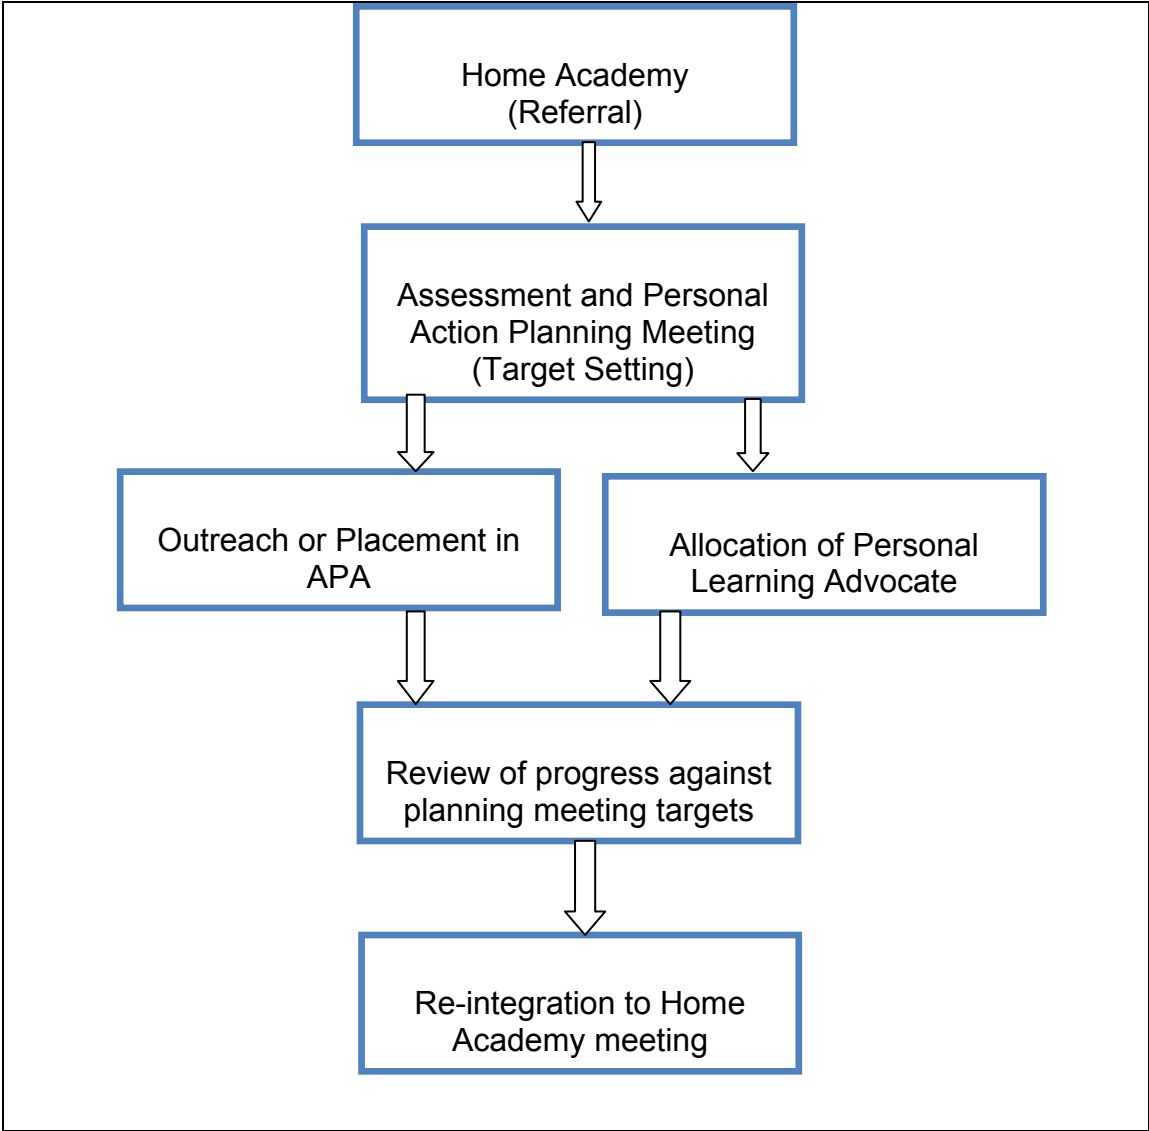 Home Academy
(Referral)
Assessment and Personal
Action Planning Meeting
(Target Setting)
Outreach or Placement in
APA
Allocation of Personal
Learning Advocate
Review of progress against
planning meeting targets
Re-integration to Home
Academy meeting